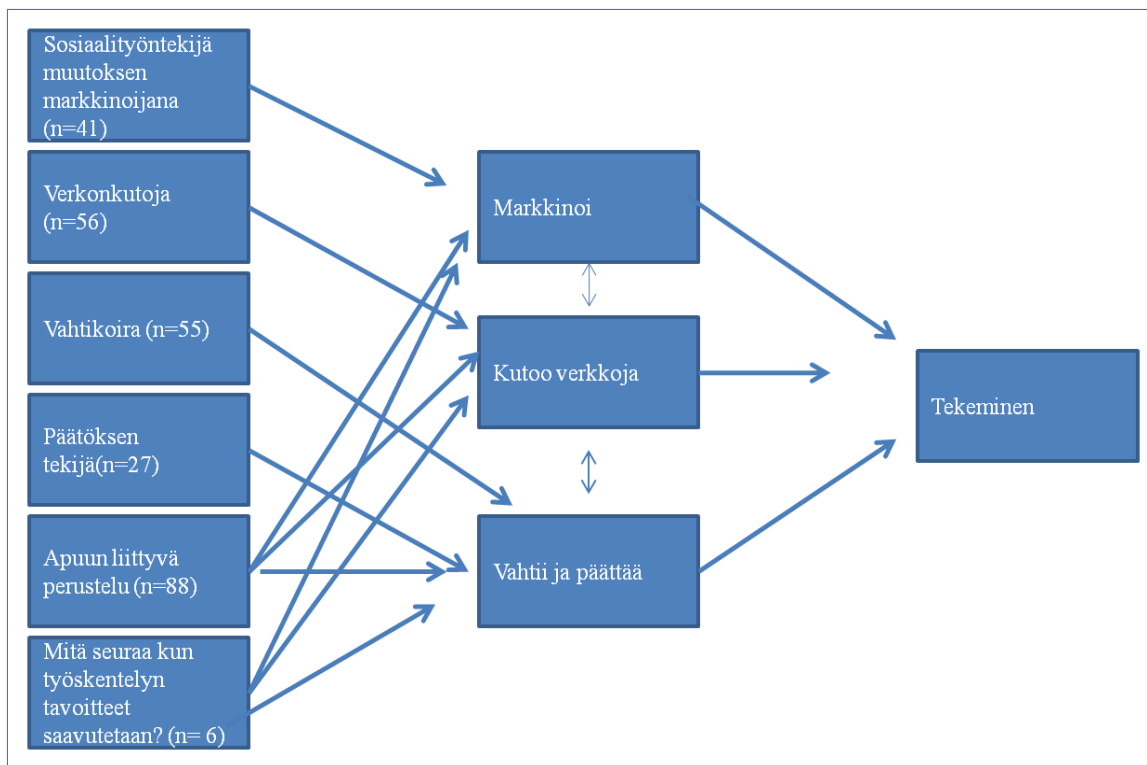 Sosiaalityöntekijä
muutoksen
markkinoijana
(n=41)
Verkonkutoja
(n=56)
Vahtikoira (n=55)
Päätöksen
tekijä(n=27)
Apuun liittyvä
perustelu (n=88)
Mitä seuraa kun
työskentelyn
tavoitteet
saavutetaan? (n= 6)
Markkinoi
Kutoo verkkoja
Vahtii ja päättää
Tekeminen